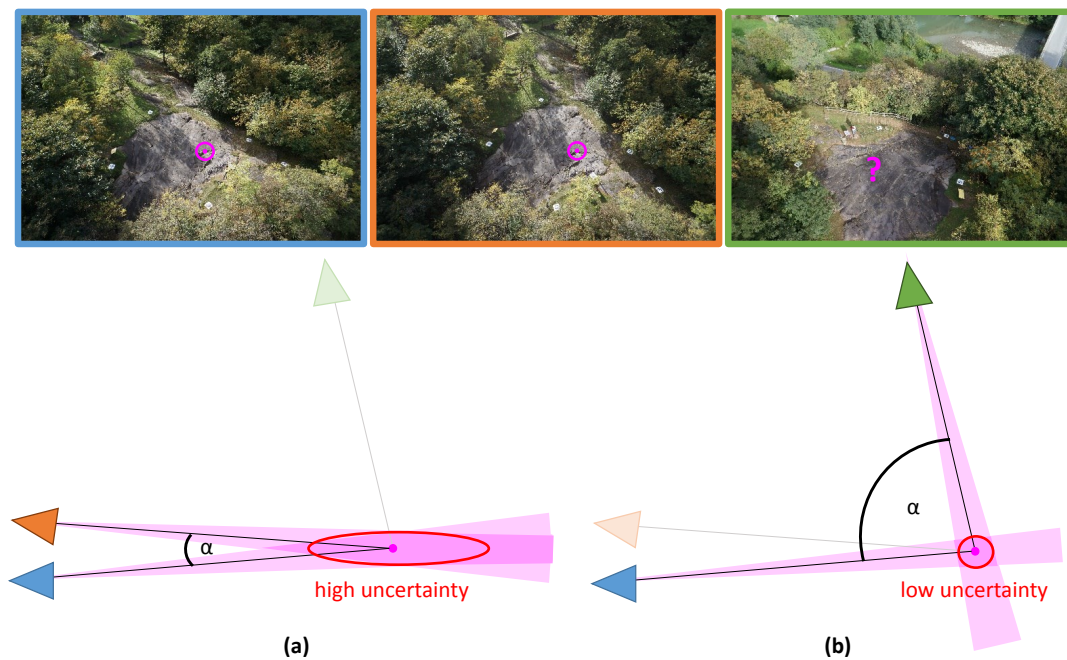 ?
α
α
high uncertainty
low uncertainty
(a)
(b)